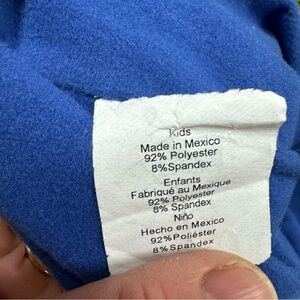 Kids
Made in Mexico
92% Polyester
8%Spandex
Enfants
Fabriqué au Mexique
92% Polyester
8% Spandex
Niño
Hecho en Mexico
92%Poliéster
8%Spandex